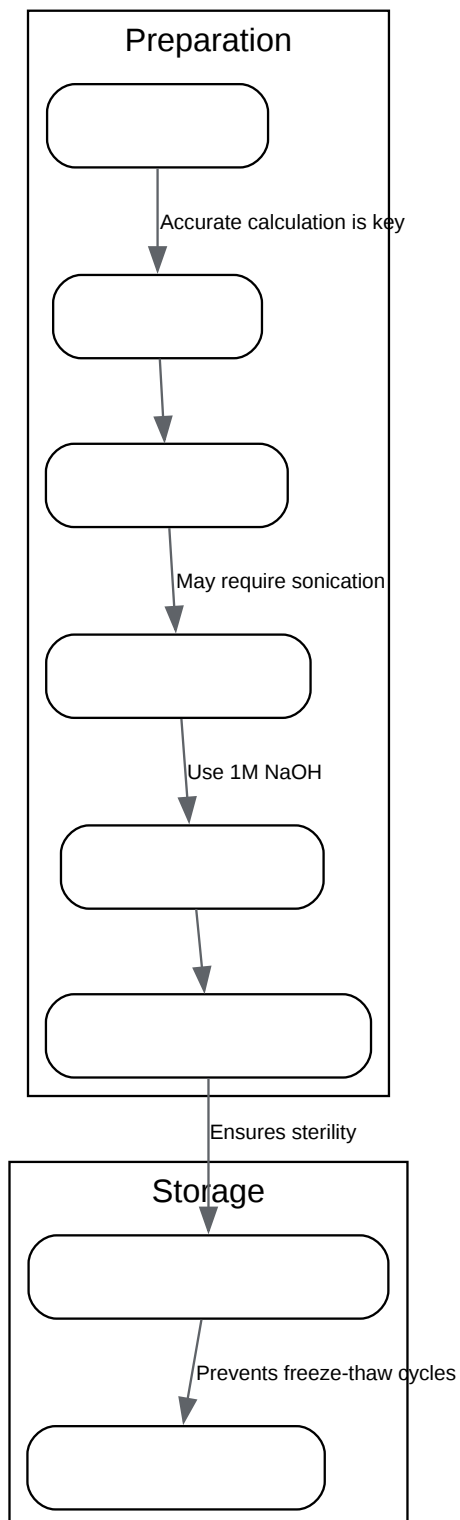 Preparation
Accurate calculation is key
May require sonication
Use 1M NaOH
Ensures sterility
Storage
Prevents freeze-thaw cycles